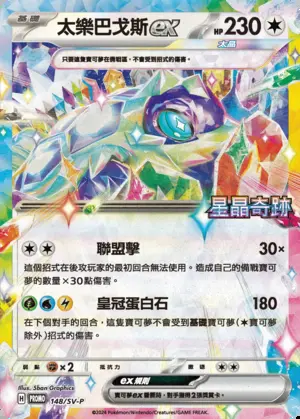 基礎
太樂巴戈斯ex HP230
太晶
只要這隻寶可夢在備戰區，不會受到招式的傷害。
星晶奇跡
聯盟擊 30×
這個招式在後攻玩家的最初回合無法使用。造成自己的備戰寶可
夢的數量×30點傷害。
皇冠蛋白石 180
在下個對手的回合，這隻寶可夢不會受到基礎寶可夢（✦寶可夢
除外）招式的傷害。
弱點 ×2 抵抗力 撤退
ex規則
寶可夢ex昏厥時，對手獲得2張獎賞卡。
Illus. 5ban Graphics
H PROMO 148/SV-P
©2024 Pokémon/Nintendo/Creatures/GAME FREAK.